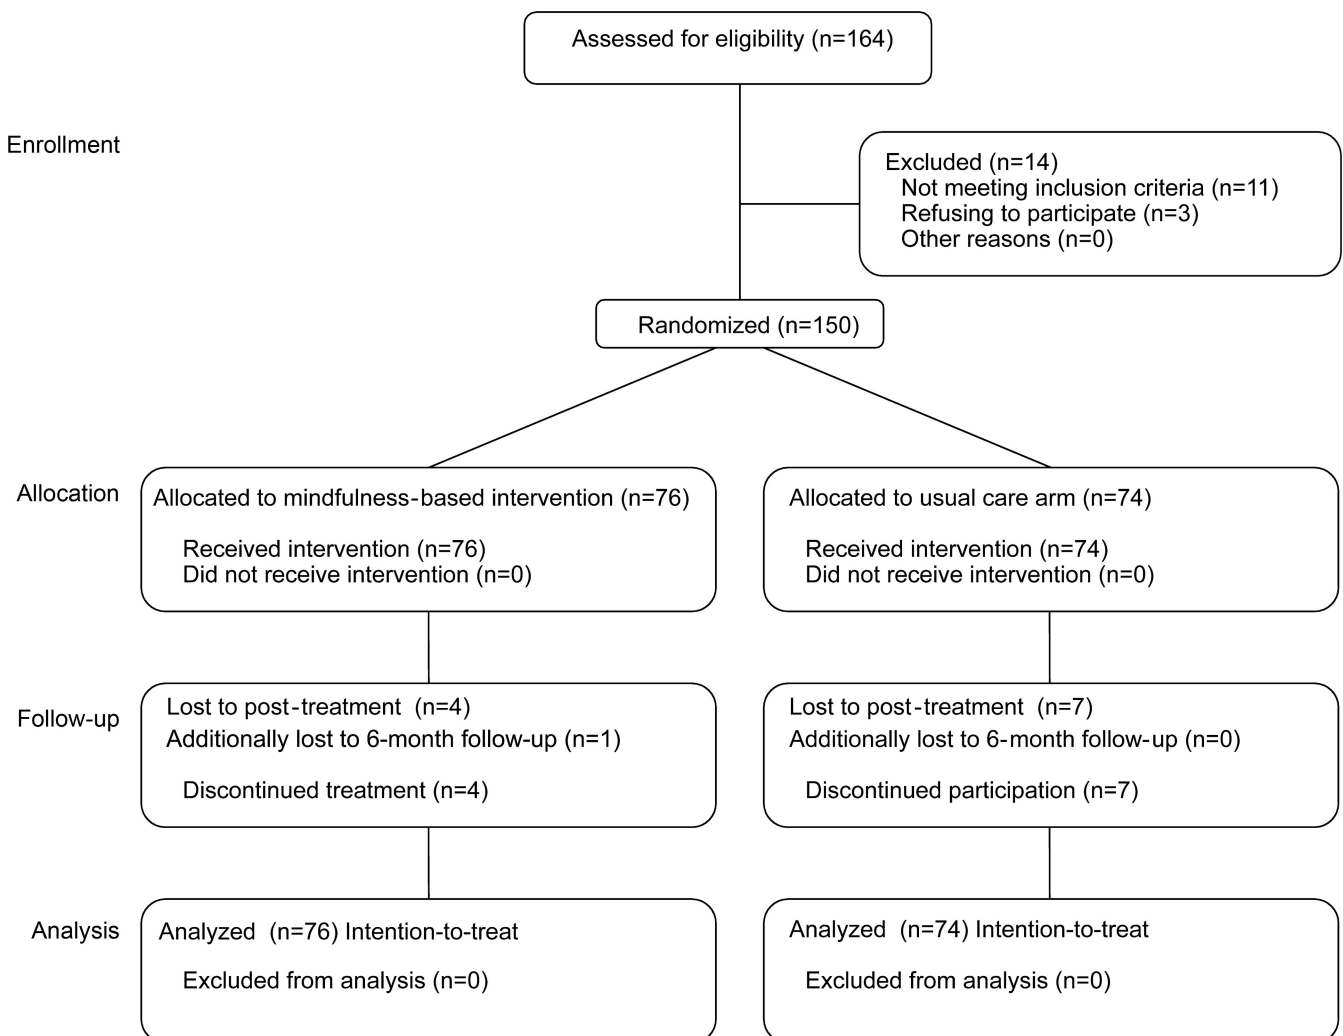 Assessed for eligibility (n=164)
Enrollment
Excluded (n=14)
Not meeting inclusion criteria (n=11)
Refusing to participate (n=3)
Other reasons (n=0)
Randomized (n=150)
Allocation
Allocated to mindfulness-based intervention (n=76)
Received intervention (n=76)
Did not receive intervention (n=0)
Allocated to usual care arm (n=74)
Received intervention (n=74)
Did not receive intervention (n=0)
Follow-up
Lost to post-treatment (n=4)
Additionally lost to 6-month follow-up (n=1)
Discontinued treatment (n=4)
Lost to post-treatment (n=7)
Additionally lost to 6-month follow-up (n=0)
Discontinued participation (n=7)
Analysis
Analyzed (n=76) Intention-to-treat
Excluded from analysis (n=0)
Analyzed (n=74) Intention-to-treat
Excluded from analysis (n=0)